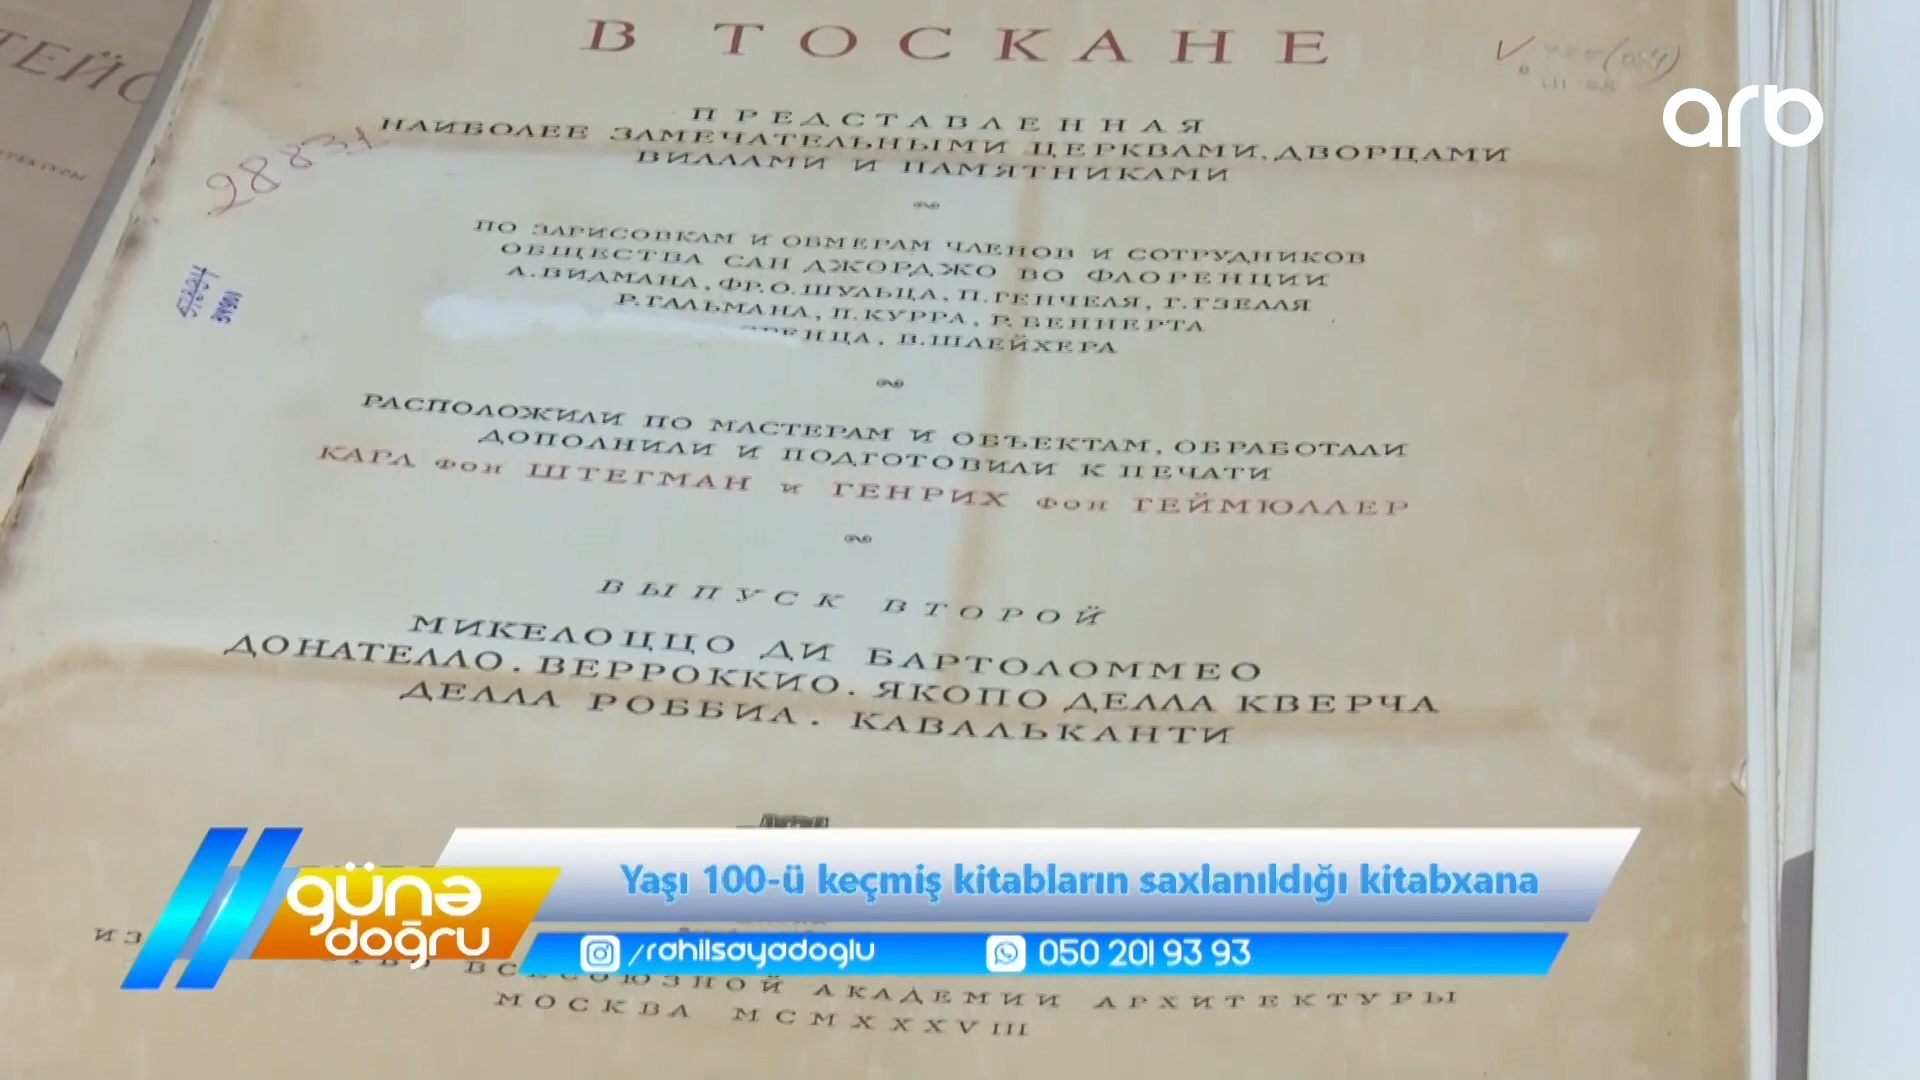 В ТОСКАНЕ
ПРЕДСТАВЛЕННАЯ
НАИБОЛЕЕ ЗАМЕЧАТЕЛЬНЫМИ ЦЕРКВАМИ, ДВОРЦАМИ
ВИЛЛАМИ И ПАМЯТНИКАМИ
28831
ПО ЗАРИСОВКАМ И ОБМЕРАМ ЧЛЕНОВ И СОТРУДНИКОВ
ОБЩЕСТВА САН ДЖОРДЖО ВО ФЛОРЕНЦИИ
А. ВИДМАНА, ФР. О. ШУЛЬЦА, П. ГЕНЧЕЛЯ, Г. ГЗЕЛЛЯ
Р. ГАЛЬМАНА, П. КУРРА, Р. ВЕННЕРТА
В. ШЛЕЙХЕРА
РАСПОЛОЖИЛИ ПО МАСТЕРАМ И ОБЪЕКТАМ, ОБРАБОТАЛИ
ДОПОЛНИЛИ И ПОДГОТОВИЛИ К ПЕЧАТИ
КАРЛ фон ШТЕГМАН и ГЕНРИХ фон ГЕЙМЮЛЛЕР
ВЫПУСК ВТОРОЙ
МИКЕЛОЦЦО ДИ БАРТОЛОММЕО
ДОНАТЕЛЛО. ВЕРРОККИО. ЯКОПО ДЕЛЛА КВЕРЧА
ДЕЛЛА РОББИА. КАВАЛЬКАНТИ
ВСЕСОЮЗНОЙ АКАДЕМИИ АРХИТЕКТУРЫ
МОСКВА MCMXXXVIII
arb
günə doğru
Yaşı 100-ü keçmiş kitabların saxlanıldığı kitabxana
/rahilsayadoglu
050 201 93 93